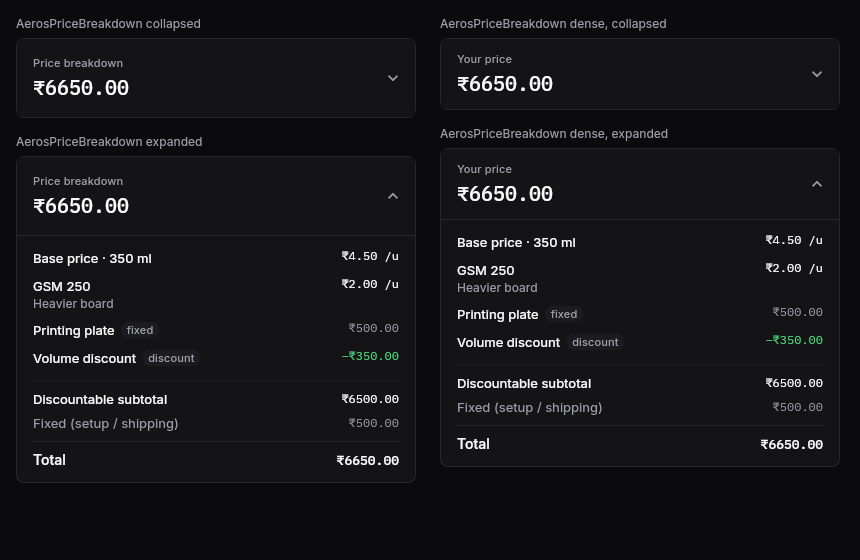 AerosPriceBreakdown collapsed
Price breakdown
₹6650.00
AerosPriceBreakdown expanded
Price breakdown
₹6650.00
Base price · 350 ml ₹4.50 /u
GSM 250 ₹2.00 /u
Heavier board
Printing plate fixed ₹500.00
Volume discount discount −₹350.00
Discountable subtotal ₹6500.00
Fixed (setup / shipping) ₹500.00
Total ₹6650.00
AerosPriceBreakdown dense, collapsed
Your price
₹6650.00
AerosPriceBreakdown dense, expanded
Your price
₹6650.00
Base price · 350 ml ₹4.50 /u
GSM 250 ₹2.00 /u
Heavier board
Printing plate fixed ₹500.00
Volume discount discount −₹350.00
Discountable subtotal ₹6500.00
Fixed (setup / shipping) ₹500.00
Total ₹6650.00